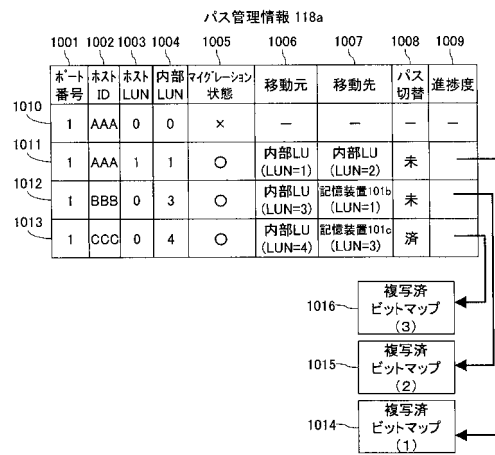 パス管理情報 118a
1001 1002 1003 1004 1005 1006 1007 1008 1009
ポート番号 ホストID ホストLUN 内部LUN マイグレーション状態 移動元 移動先 パス切替 進捗度
1010 1 AAA 0 0 × － － － －
1011 1 AAA 1 1 ○ 内部LU (LUN=1) 内部LU (LUN=2) 未
1012 1 BBB 0 3 ○ 内部LU (LUN=3) 記憶装置101b (LUN=1) 未
1013 1 CCC 0 4 ○ 内部LU (LUN=4) 記憶装置101c (LUN=3) 済
1016 複写済
ビットマップ
(3)
1015 複写済
ビットマップ
(2)
1014 複写済
ビットマップ
(1)